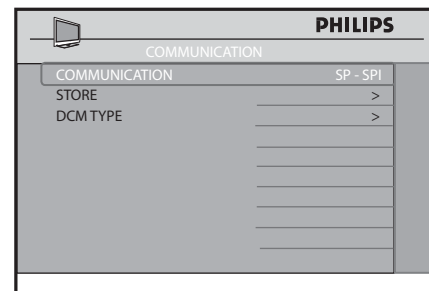 PHILIPS
COMMUNICATION
COMMUNICATION SP - SPI
STORE >
DCM TYPE >